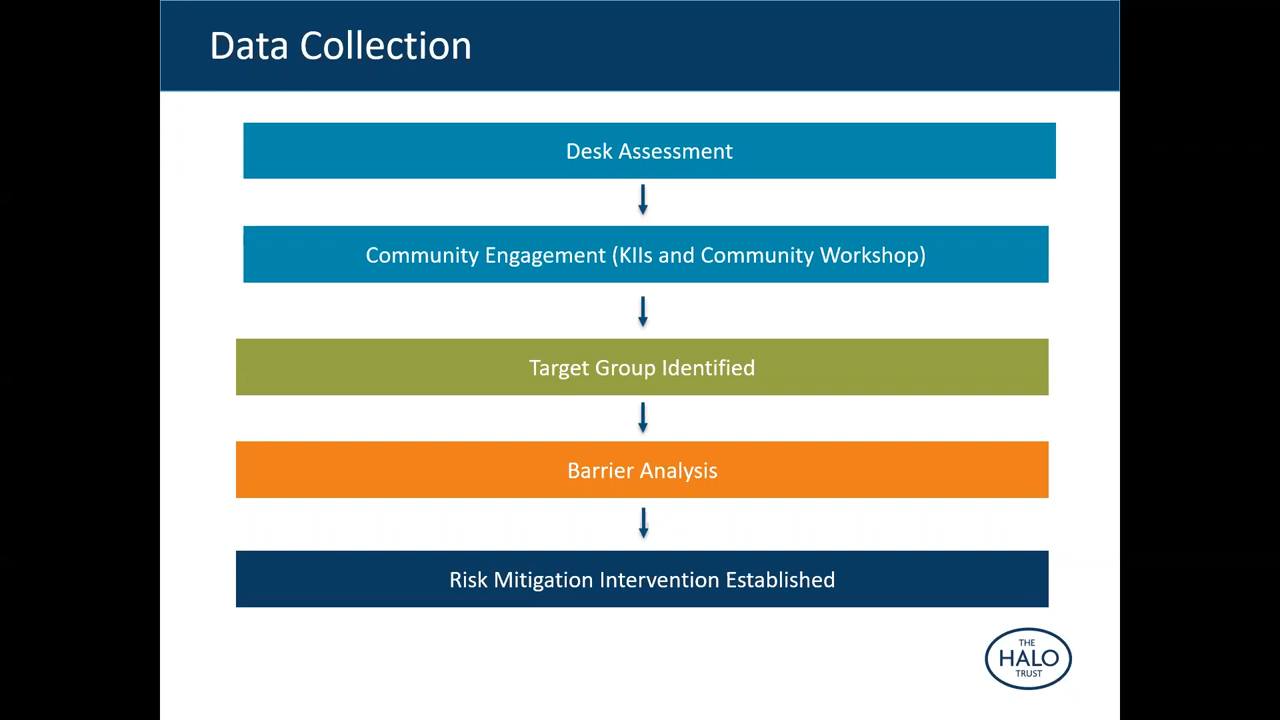 Data Collection
Desk Assessment
Community Engagement (KIIs and Community Workshop)
Target Group Identified
Barrier Analysis
Risk Mitigation Intervention Established
THE
HALO
TRUST